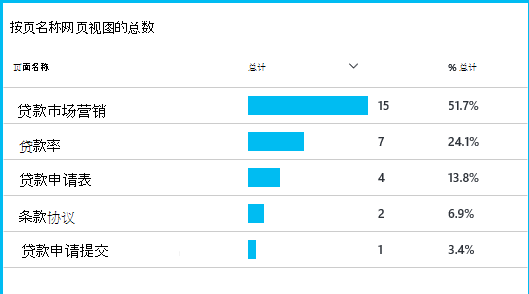 按页名称网页视图的总数
页面名称 总计 % 总计
贷款市场营销 15 51.7%
贷款率 7 24.1%
贷款申请表 4 13.8%
条款协议 2 6.9%
贷款申请提交 1 3.4%